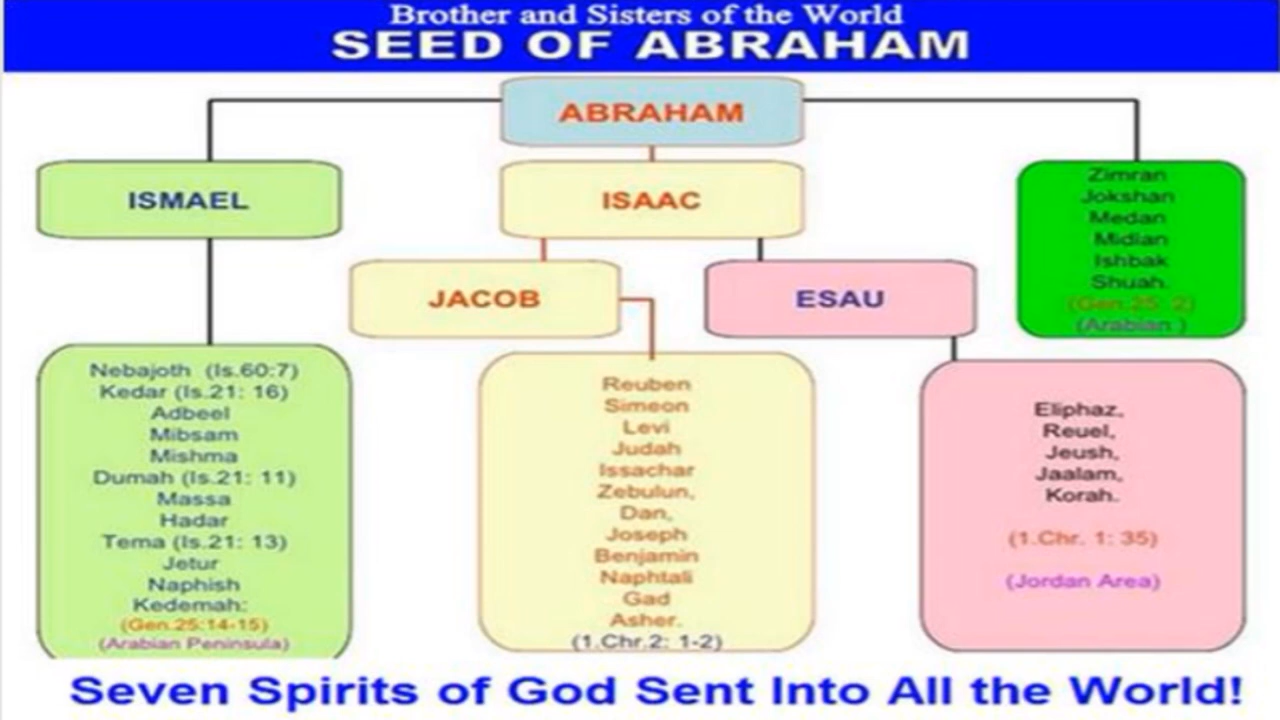 Brother and Sisters of the World
SEED OF ABRAHAM
ABRAHAM
ISMAEL
ISAAC
Zimran
Jokshan
Medan
Midian
Ishbak
Shuah.
(Gen.25: 2)
(Arabian )
JACOB
ESAU
Nebajoth (Is.60:7)
Kedar (Is.21: 16)
Adbeel
Mibsam
Mishma
Dumah (Is.21: 11)
Massa
Hadar
Tema (Is.21: 13)
Jetur
Naphish
Kedemah:
(Gen.25:14-15)
(Arabian Peninsula)
Reuben
Simeon
Levi
Judah
Issachar
Zebulun,
Dan,
Joseph
Benjamin
Naphtali
Gad
Asher.
(1.Chr.2: 1-2)
Eliphaz,
Reuel,
Jeush,
Jaalam,
Korah.
(1.Chr. 1: 35)
(Jordan Area)
Seven Spirits of God Sent Into All the World!